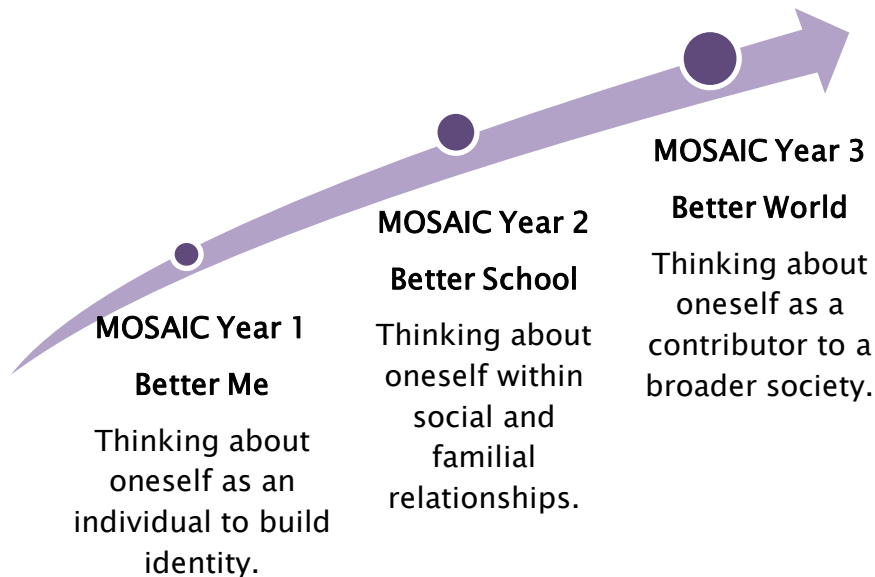 MOSAIC Year 1
Better Me
Thinking about
oneself as an
individual to build
identity.
MOSAIC Year 2
Better School
Thinking about
oneself within
social and
familial
relationships.
MOSAIC Year 3
Better World
Thinking about
oneself as a
contributor to a
broader society.